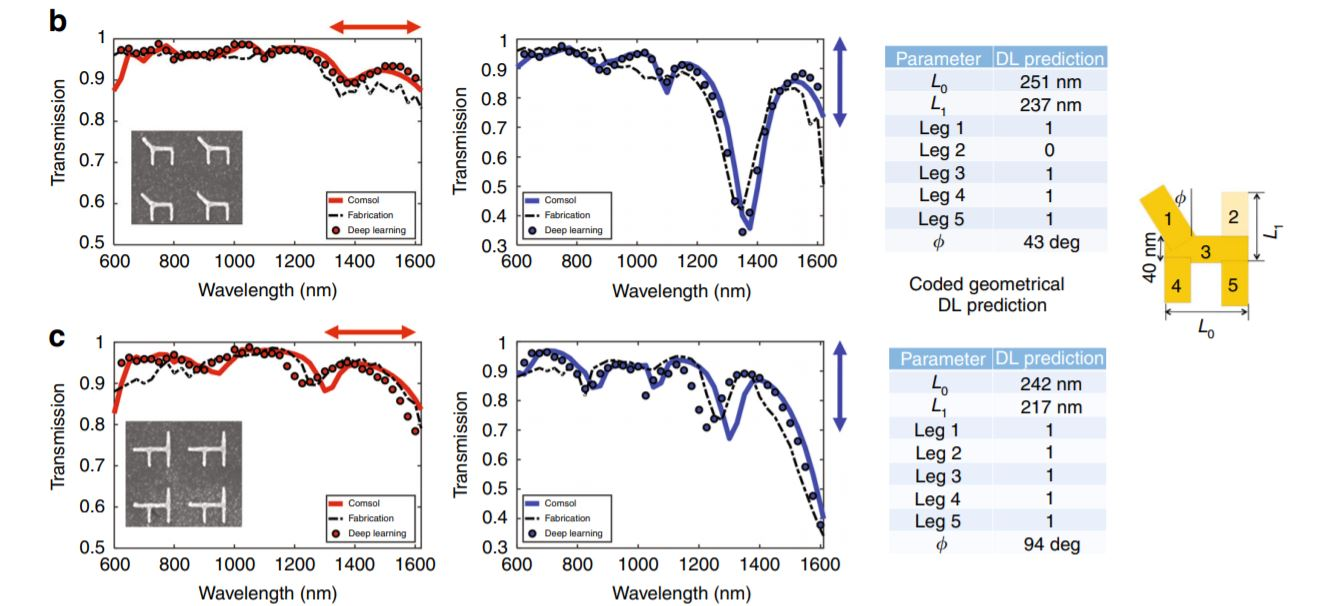 b
1
0.9
0.8
0.7
0.6
0.5
Transmission
Comsol
Fabrication
Deep learning
600 800 1000 1200 1400 1600
Wavelength (nm)
1
0.9
0.8
0.7
0.6
0.5
0.4
0.3
Transmission
Comsol
Fabrication
Deep learning
600 800 1000 1200 1400 1600
Wavelength (nm)
Parameter DL prediction
L0 251 nm
L1 237 nm
Leg 1 1
Leg 2 0
Leg 3 1
Leg 4 1
Leg 5 1
ϕ 43 deg
Coded geometrical
DL prediction
ϕ
1
2
3
4
5
40 nm
L1
L0
c
1
0.9
0.8
0.7
0.6
0.5
Transmission
Comsol
Fabrication
Deep learning
600 800 1000 1200 1400 1600
Wavelength (nm)
1
0.9
0.8
0.7
0.6
0.5
0.4
0.3
Transmission
Comsol
Fabrication
Deep learning
600 800 1000 1200 1400 1600
Wavelength (nm)
Parameter DL prediction
L0 242 nm
L1 217 nm
Leg 1 1
Leg 2 1
Leg 3 1
Leg 4 1
Leg 5 1
ϕ 94 deg